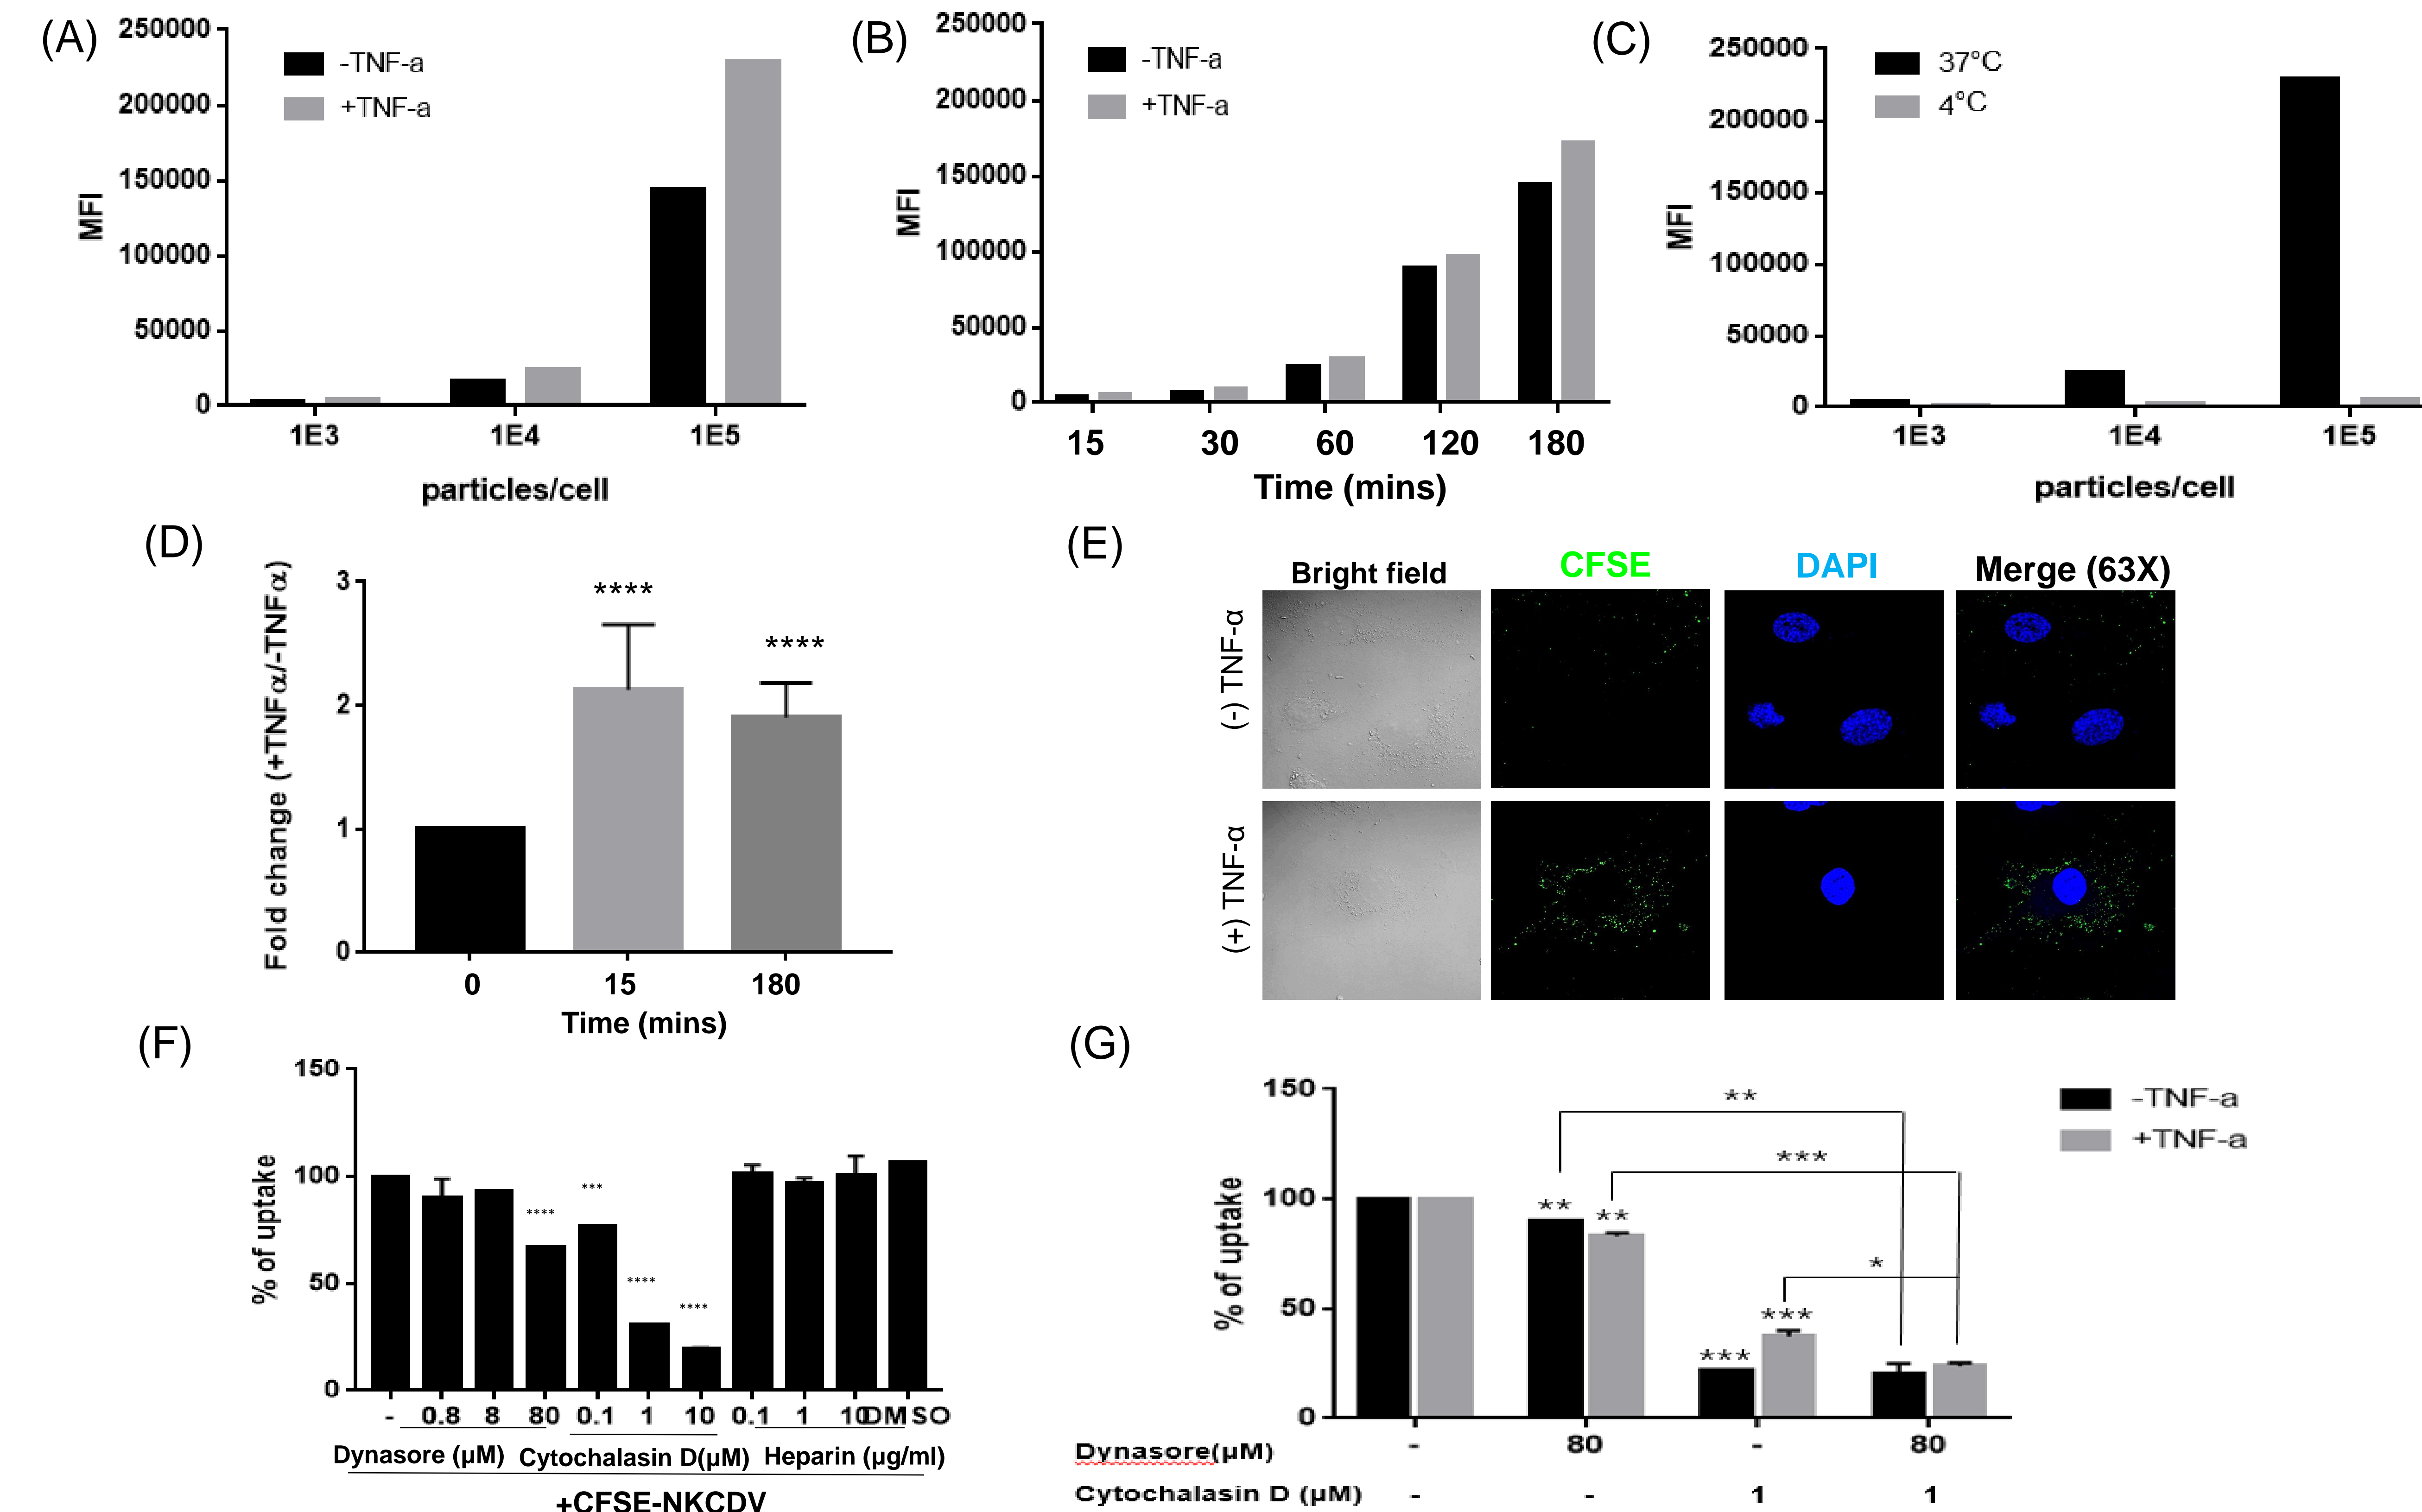 (A)
250000
200000
150000
100000
50000
0
MFI
-TNF-a
+TNF-a
1E3 1E4 1E5
particles/cell
(B)
250000
200000
150000
100000
50000
0
MFI
-TNF-a
+TNF-a
15 30 60 120 180
Time (mins)
(C)
250000
200000
150000
100000
50000
0
MFI
37°C
4°C
1E3 1E4 1E5
particles/cell
(D)
3
2
1
0
Fold change (+TNFα/-TNFα)
****
****
0 15 180
Time (mins)
(E)
Bright field CFSE DAPI Merge (63X)
(-) TNF-α
(+) TNF-α
(F)
150
100
50
0
% of uptake
**** *** **** ****
- 0.8 8 80 0.1 1 10 0.1 1 10 DMSO
Dynasore (µM) Cytochalasin D(µM) Heparin (µg/ml)
+CFSE-NKCDV
(G)
150
100
50
0
% of uptake
-TNF-a
+TNF-a
**
***
** **
*
*** ***
Dynasore(µM) - 80 - 80
Cytochalasin D (µM) - - 1 1